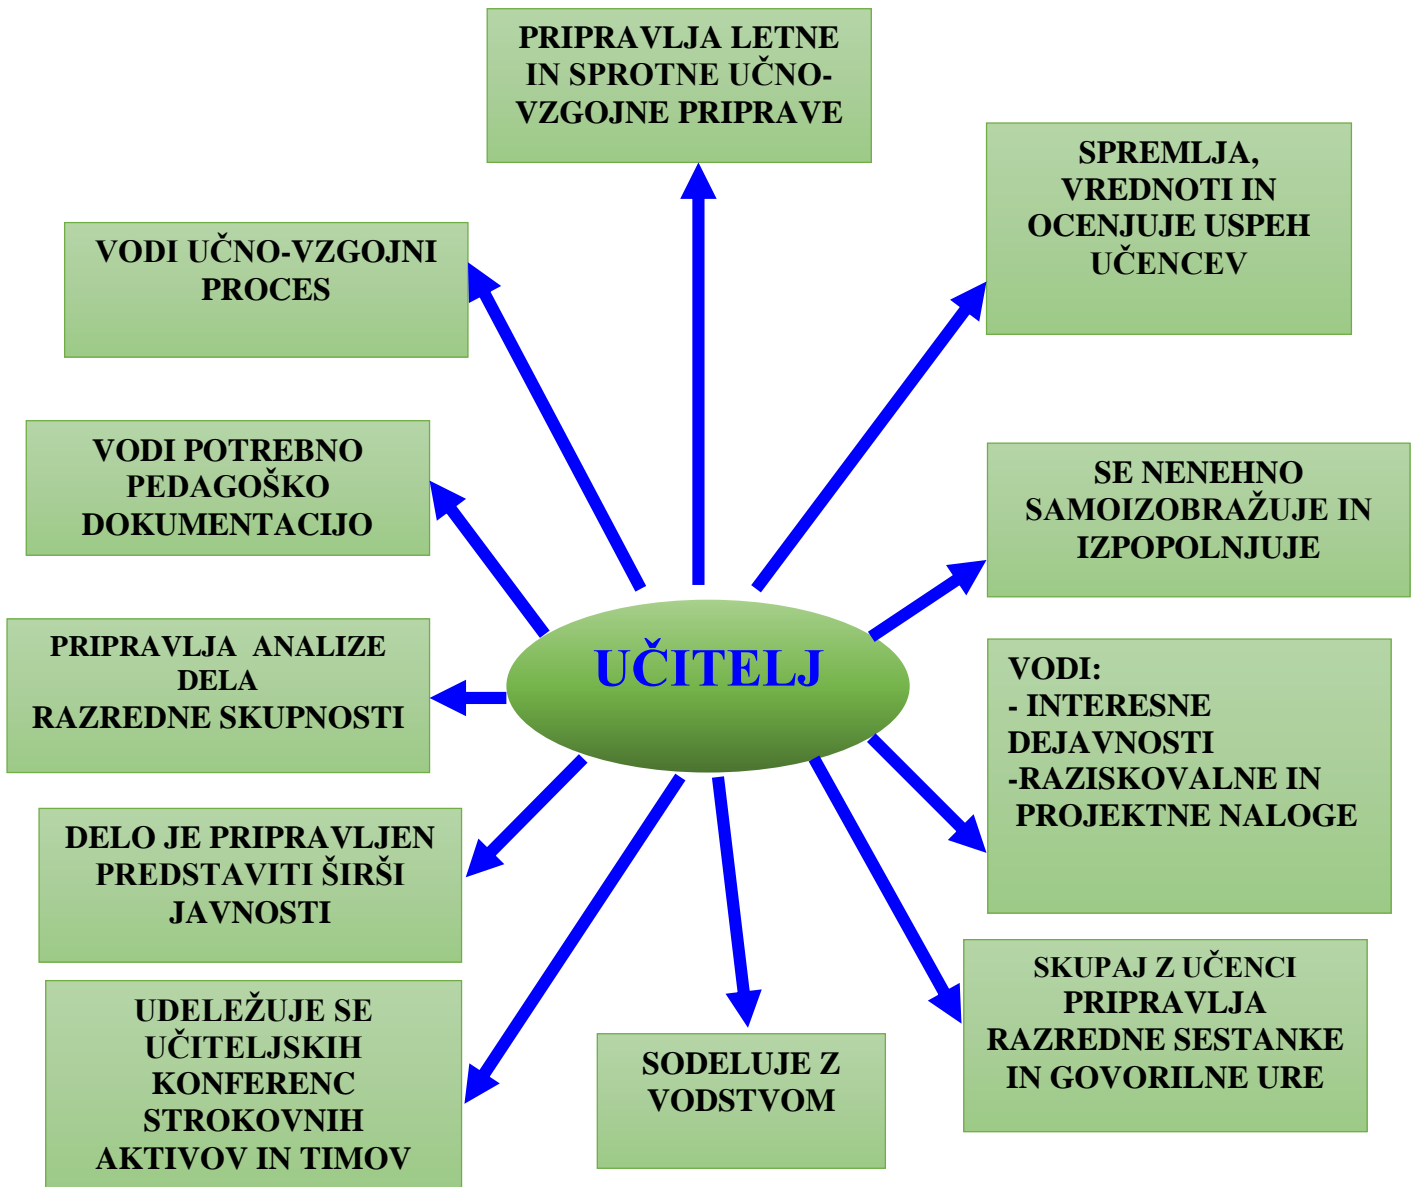 PRIPRAVLJA LETNE
IN SPROTNE UČNO-
VZGOJNE PRIPRAVE
SPREMLJA,
VREDNOTI IN
OCENJUJE USPEH
UČENCEV
VODI UČNO-VZGOJNI
PROCES
VODI POTREBNO
PEDAGOŠKO
DOKUMENTACIJO
SE NENEHNO
SAMOIZOBRAŽUJE IN
IZPOPOLNJUJE
UČITELJ
PRIPRAVLJA  ANALIZE
DELA
RAZREDNE SKUPNOSTI
VODI:
- INTERESNE
DEJAVNOSTI
-RAZISKOVALNE IN
PROJEKTNE NALOGE
DELO JE PRIPRAVLJEN
PREDSTAVITI ŠIRŠI
JAVNOSTI
SKUPAJ Z UČENCI
PRIPRAVLJA
RAZREDNE SESTANKE
IN GOVORILNE URE
UDELEŽUJE SE
UČITELJSKIH
KONFERENC
STROKOVNIH
AKTIVOV IN TIMOV
SODELUJE Z
VODSTVOM